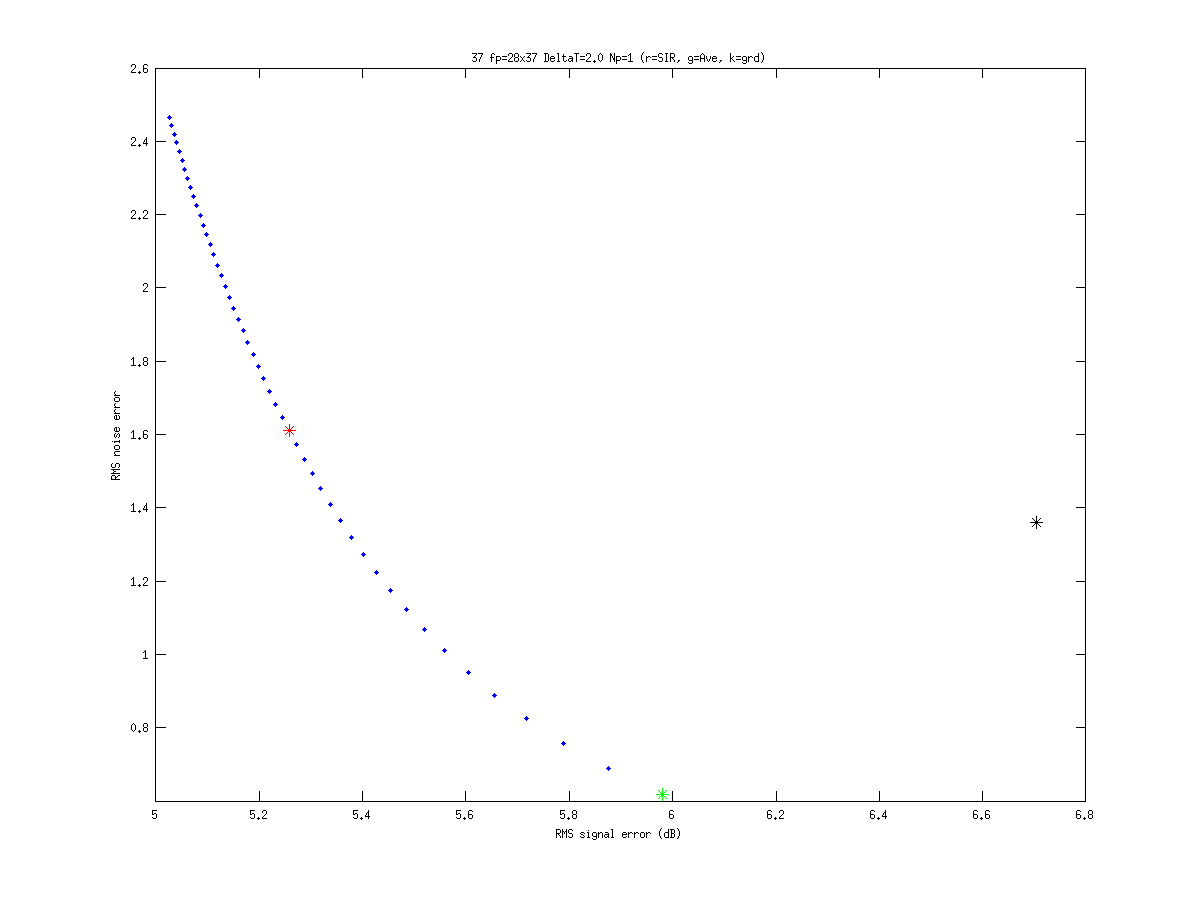 37 fp=28x37 DeltaT=2.0 Np=1 (r=SIR, g=Ave, k=grd)
2.6
2.4
2.2
2
1.8
1.6
1.4
1.2
1
0.8
RMS noise error
5 5.2 5.4 5.6 5.8 6 6.2 6.4 6.6 6.8
RMS signal error (dB)